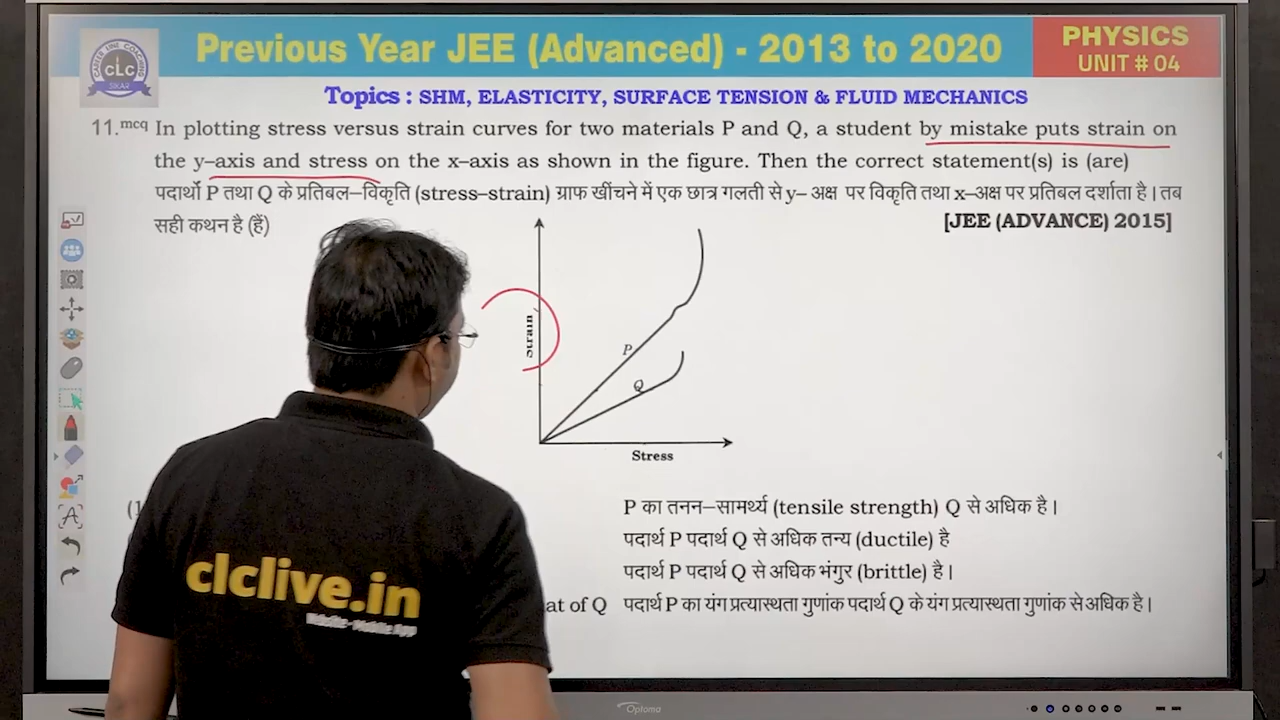 Previous Year JEE (Advanced) - 2013 to 2020
PHYSICS
UNIT # 04
CLC
SIKAR
Topics : SHM, ELASTICITY, SURFACE TENSION & FLUID MECHANICS
11.mcq In plotting stress versus strain curves for two materials P and Q, a student by mistake puts strain on
the y–axis and stress on the x–axis as shown in the figure. Then the correct statement(s) is (are)
पदार्थों P तथा Q के प्रतिबल–विकृति (stress–strain) ग्राफ खींचने में एक छात्र गलती से y– अक्ष पर विकृति तथा x–अक्ष पर प्रतिबल दर्शाता है। तब
सही कथन है (हैं)
[JEE (ADVANCE) 2015]
Strain
P
Q
Stress
(1
P का तनन–सामर्थ्य (tensile strength) Q से अधिक है।
पदार्थ P पदार्थ Q से अधिक तन्य (ductile) है
पदार्थ P पदार्थ Q से अधिक भंगुर (brittle) है।
at of Q पदार्थ P का यंग प्रत्यास्थता गुणांक पदार्थ Q के यंग प्रत्यास्थता गुणांक से अधिक है।
clclive.in
Optoma